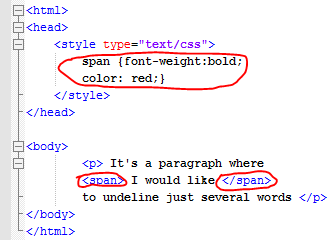 <html>
<head>
<style type="text/css">
span {font-weight:bold;
color: red;}
</style>
</head>
<body>
<p> It's a paragraph where
<span> I would like </span>
to undeline just several words </p>
</body>
</html>